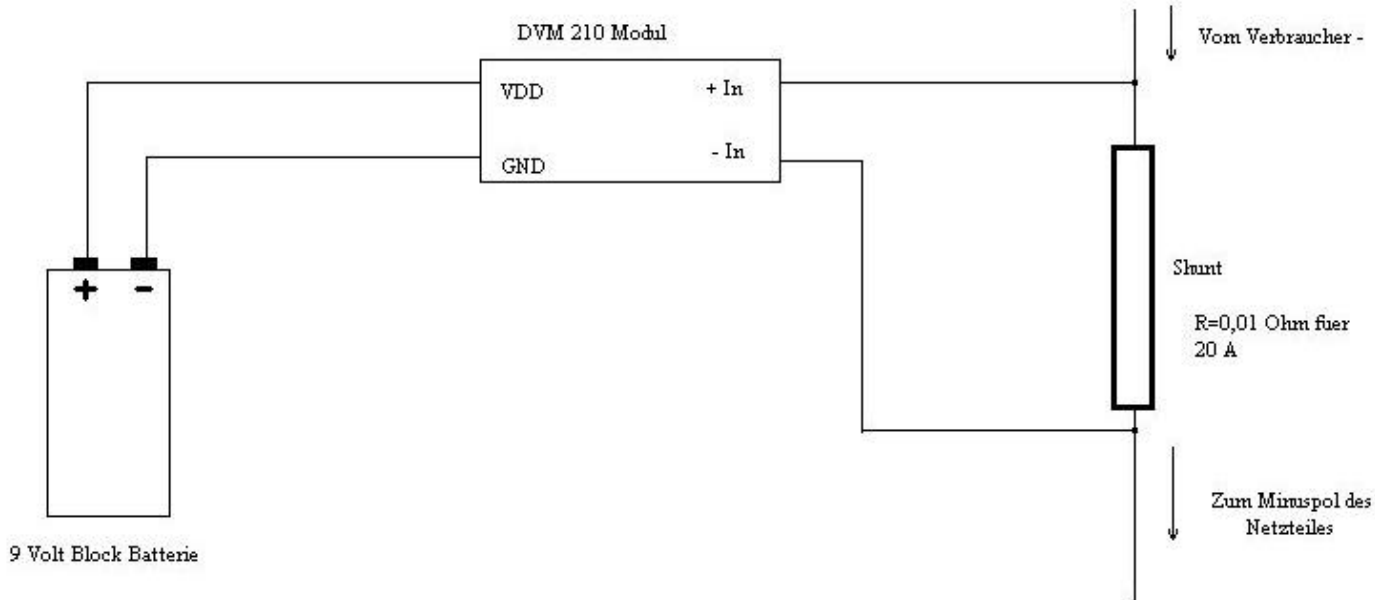 DVM 210 Modul
Vom Verbraucher -
VDD
+ In
GND
- In
Shunt
R=0,01 Ohm fuer
20 A
+
-
Zum Minuspol des
Netzteiles
9 Volt Block Batterie